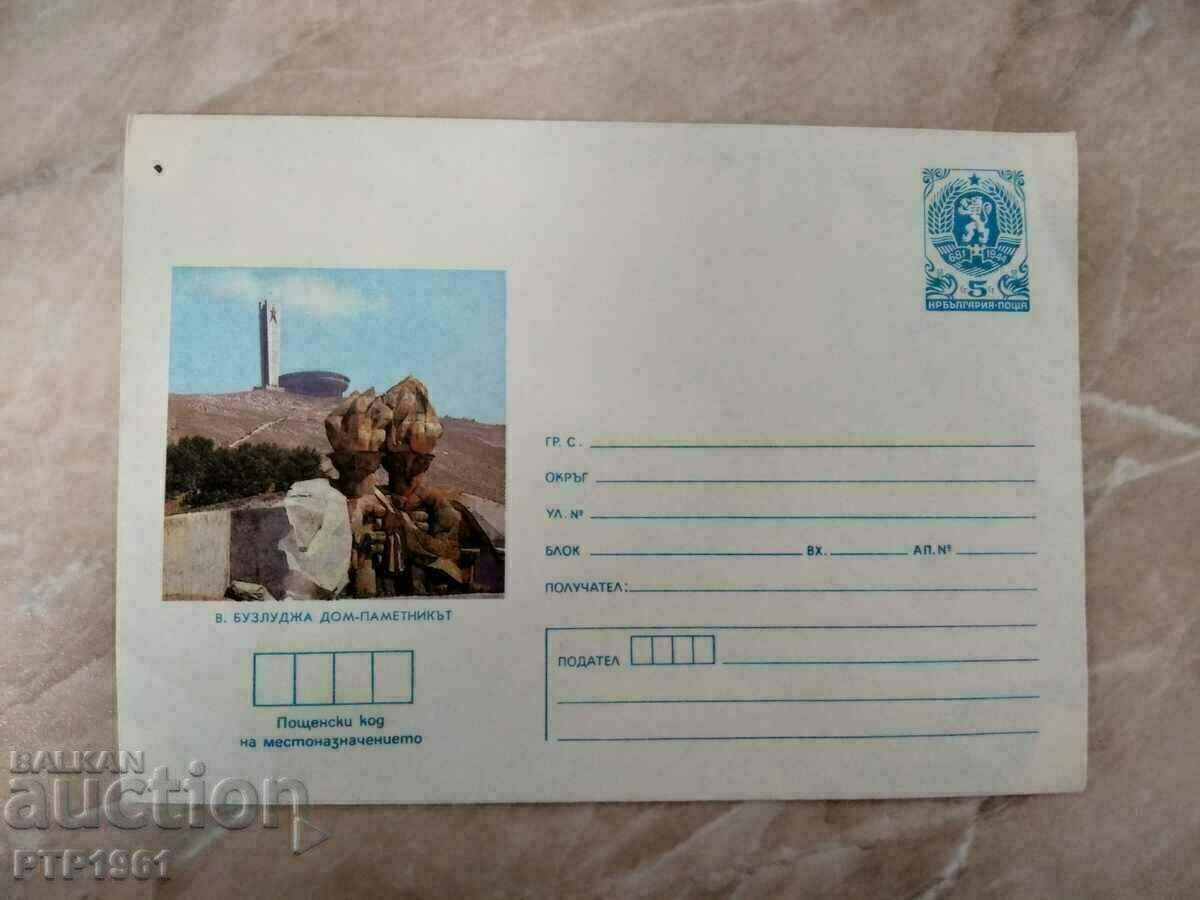 681 1944
5
НРБЪЛГАРИЯ·ПОЩА
ГР. С.
ОКРЪГ
УЛ. №
БЛОК ВХ. АП. №
ПОЛУЧАТЕЛ:
В. БУЗЛУДЖА ДОМ-ПАМЕТНИКЪТ
ПОДАТЕЛ
Пощенски код
на местоназначението
BALKAN
auction
PTP1961